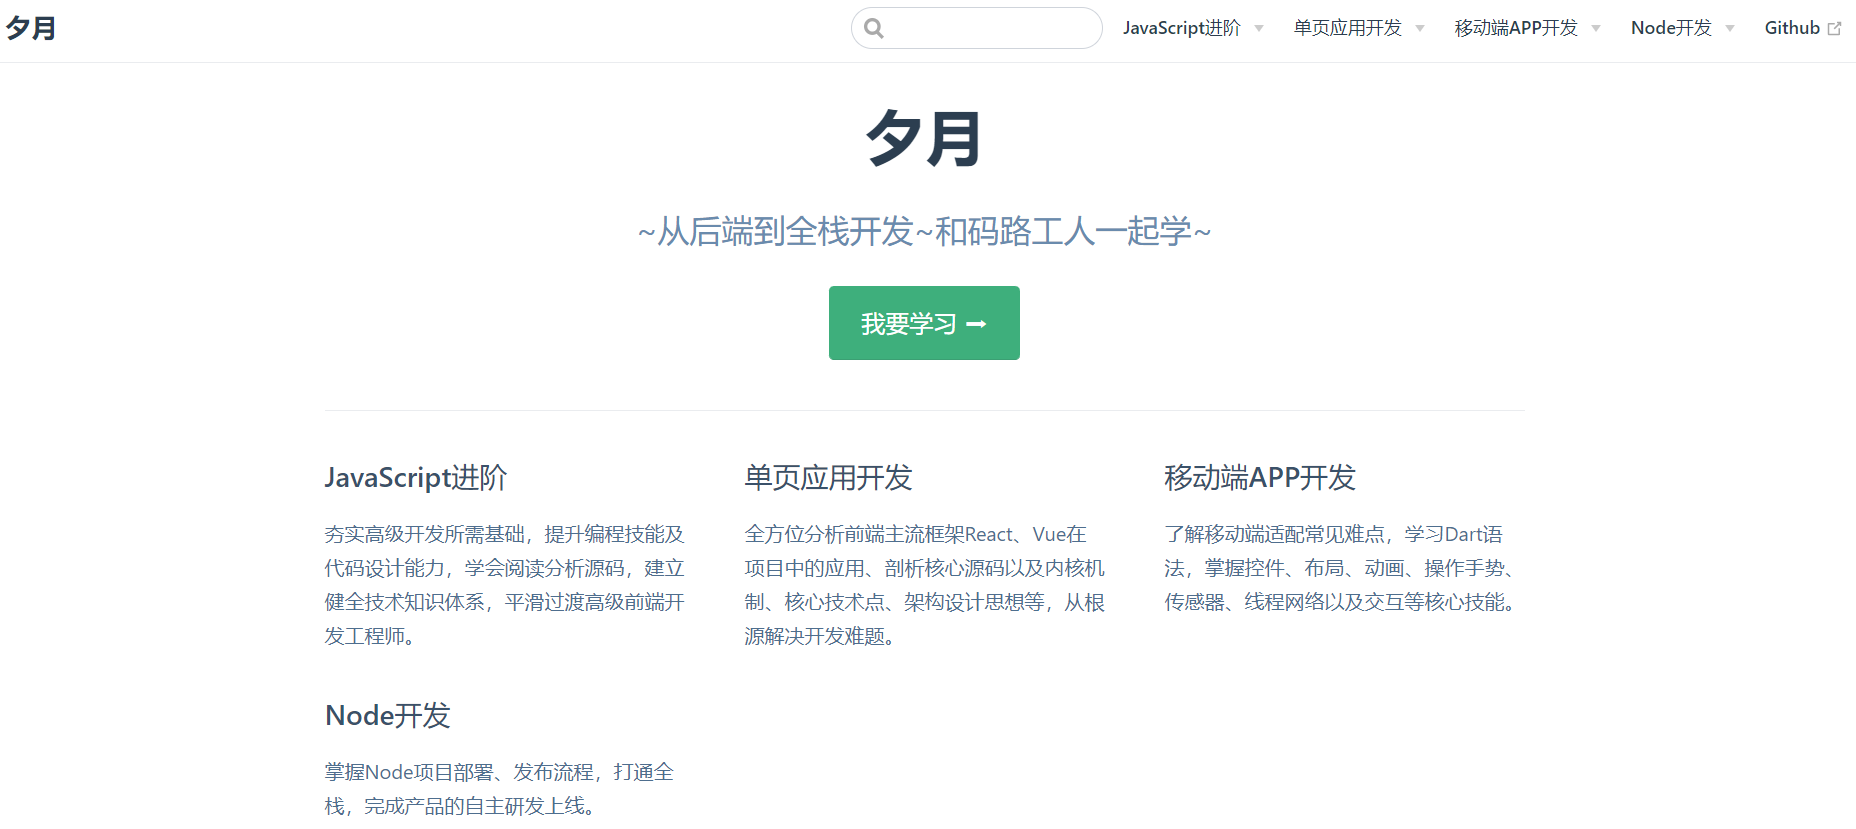 夕月
JavaScript进阶 单页应用开发 移动端APP开发 Node开发 Github
夕月
~从后端到全栈开发~和码路工人一起学~
我要学习 →
JavaScript进阶
夯实高级开发所需基础，提升编程技能及
代码设计能力，学会阅读分析源码，建立
健全技术知识体系，平滑过渡高级前端开
发工程师。
单页应用开发
全方位分析前端主流框架React、Vue在
项目中的应用、剖析核心源码以及内核机
制、核心技术点、架构设计思想等，从根
源解决开发难题。
移动端APP开发
了解移动端适配常见难点，学习Dart语
法，掌握控件、布局、动画、操作手势、
传感器、线程网络以及交互等核心技能。
Node开发
掌握Node项目部署、发布流程，打通全
栈，完成产品的自主研发上线。